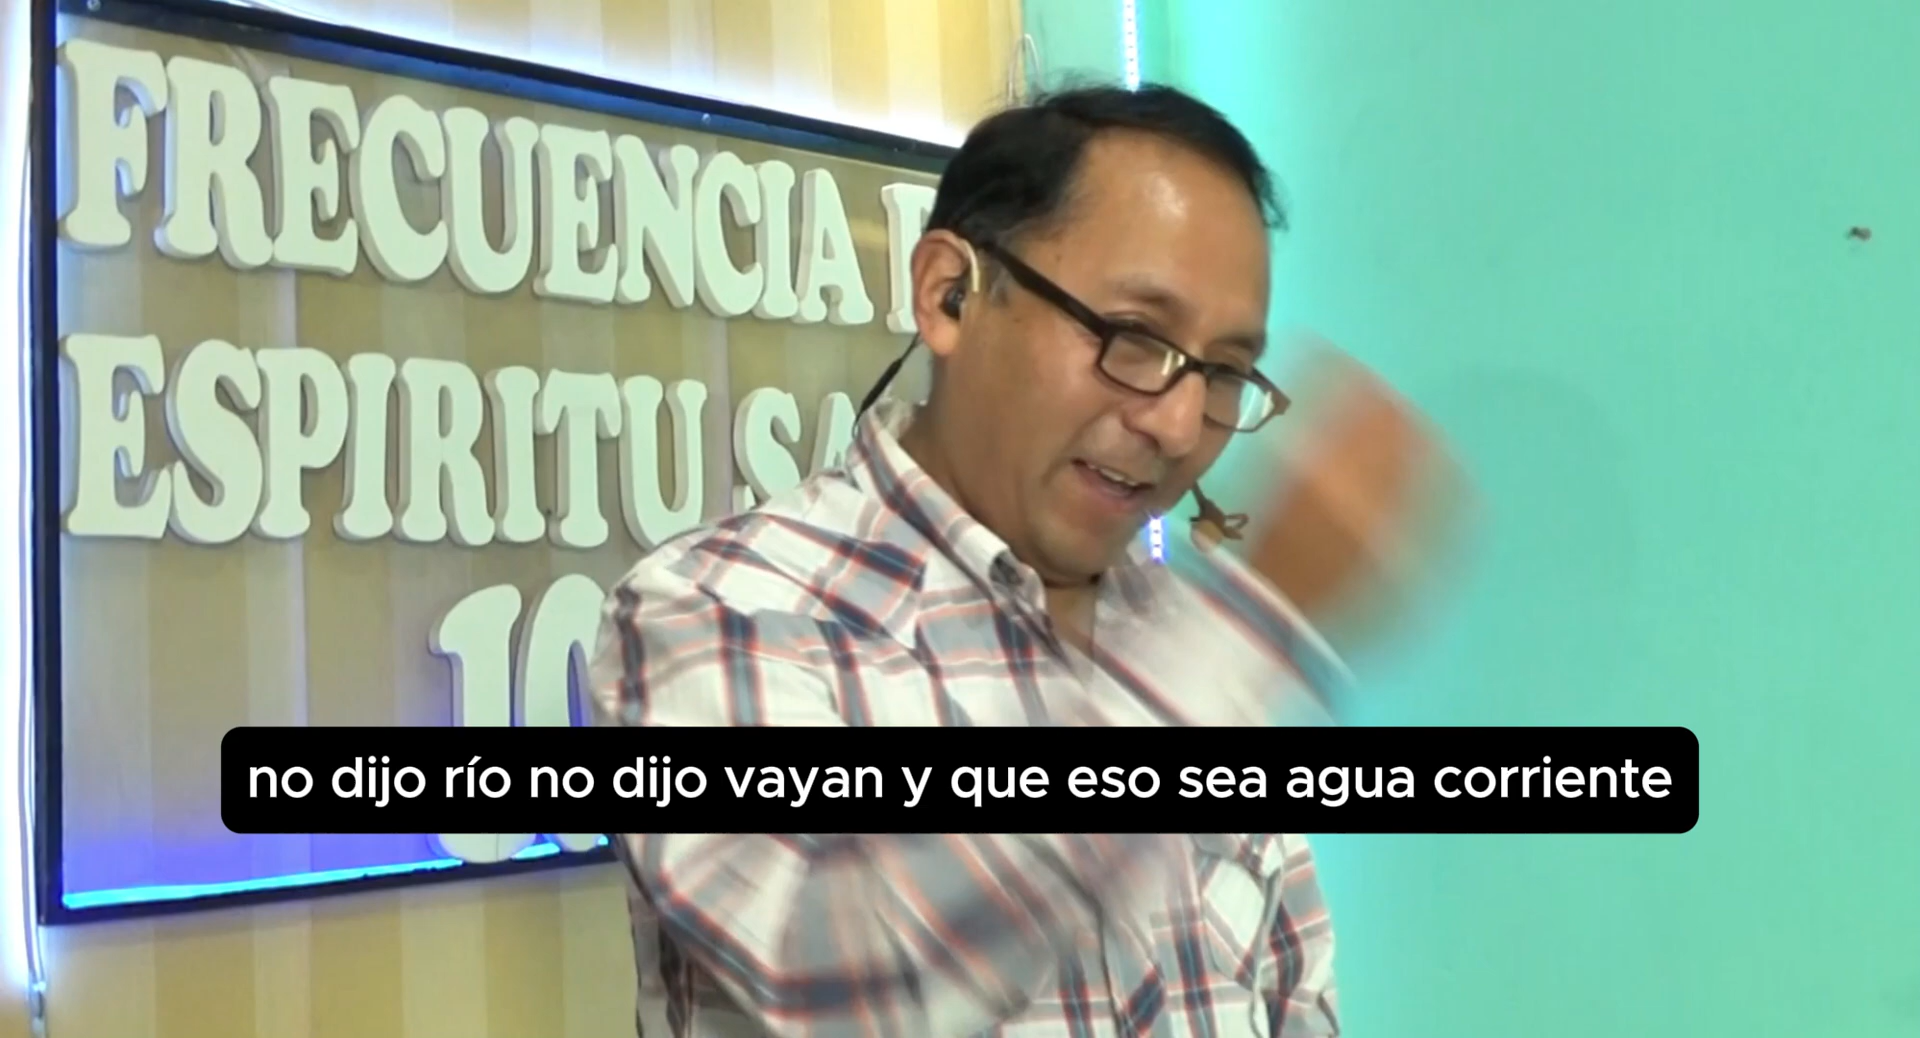 FRECUENCIA
ESPIRITU
no dijo río no dijo vayan y que eso sea agua corriente